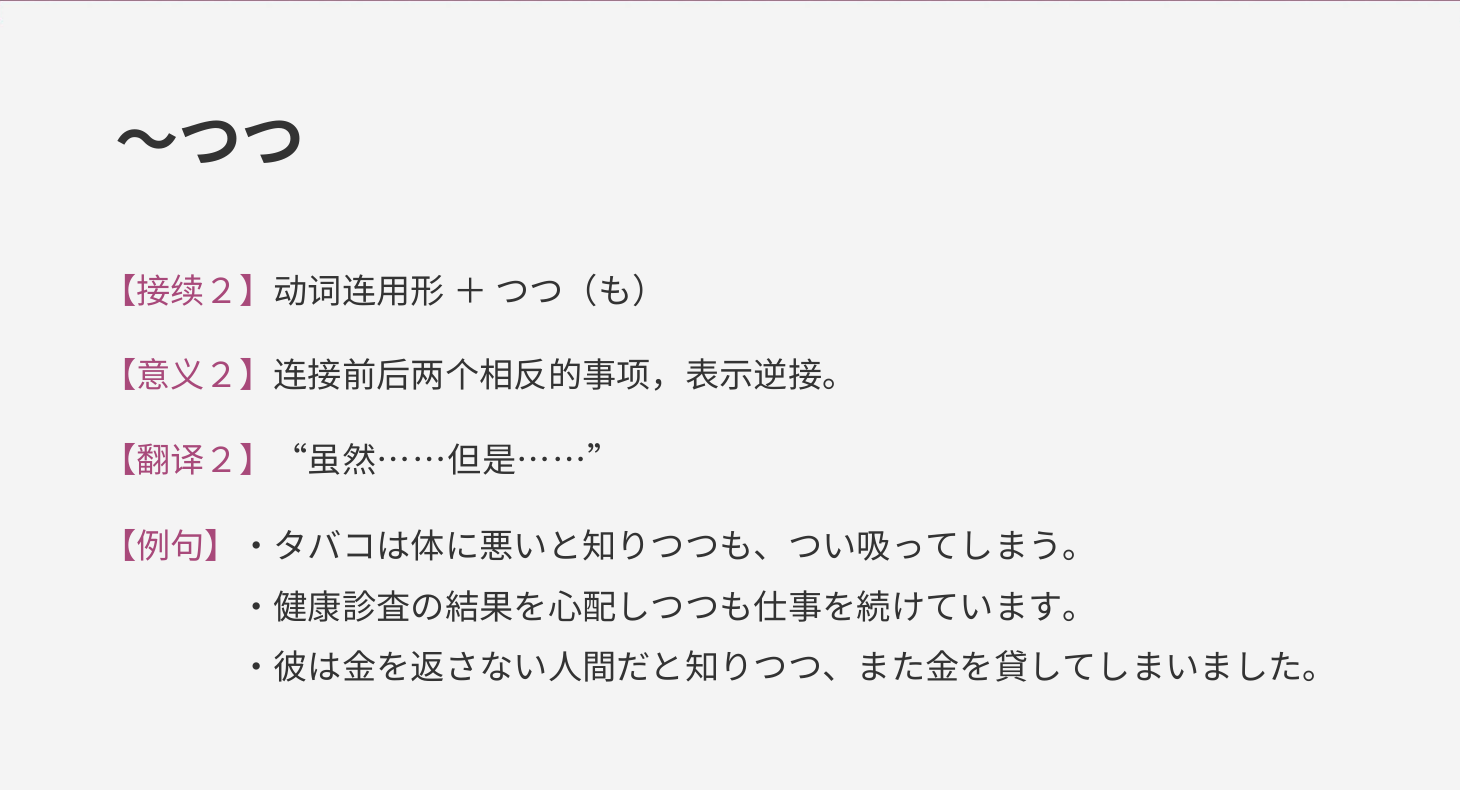 ～つつ
【接续２】动词连用形 ＋ つつ（も）
【意义２】连接前后两个相反的事项，表示逆接。
【翻译２】 “虽然……但是……”
【例句】・タバコは体に悪いと知りつつも、つい吸ってしまう。
・健康診査の結果を心配しつつも仕事を続けています。
・彼は金を返さない人間だと知りつつ、また金を貸してしまいました。